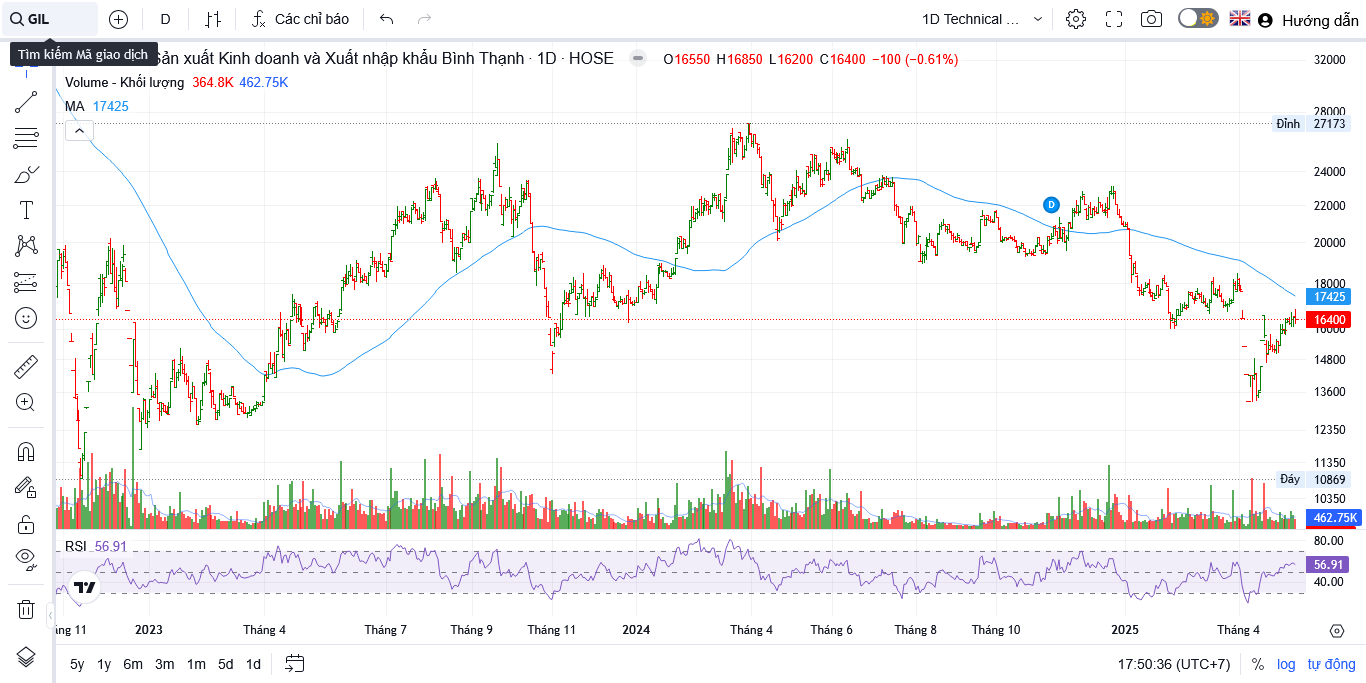 GIL
D
Các chỉ báo
1D Technical ...
Hướng dẫn
Tìm kiếm Mã giao dịch
Sản xuất Kinh doanh và Xuất nhập khẩu Bình Thạnh · 1D · HOSE
O16550 H16850 L16200 C16400 −100 (−0.61%)
Volume - Khối lượng 364.8K 462.75K
MA 17425
32000
28000
Đỉnh 27173
24000
22000
D
20000
18000
17425
16400
16000
14800
13600
12350
11350
Đáy 10869
10350
462.75K
RSI 56.91
80.00
56.91
40.00
ng 11 2023 Tháng 4 Tháng 7 Tháng 9 Tháng 11 2024 Tháng 4 Tháng 6 Tháng 8 Tháng 10 2025 Tháng 4
5y 1y 6m 3m 1m 5d 1d
17:50:36 (UTC+7) % log tự động